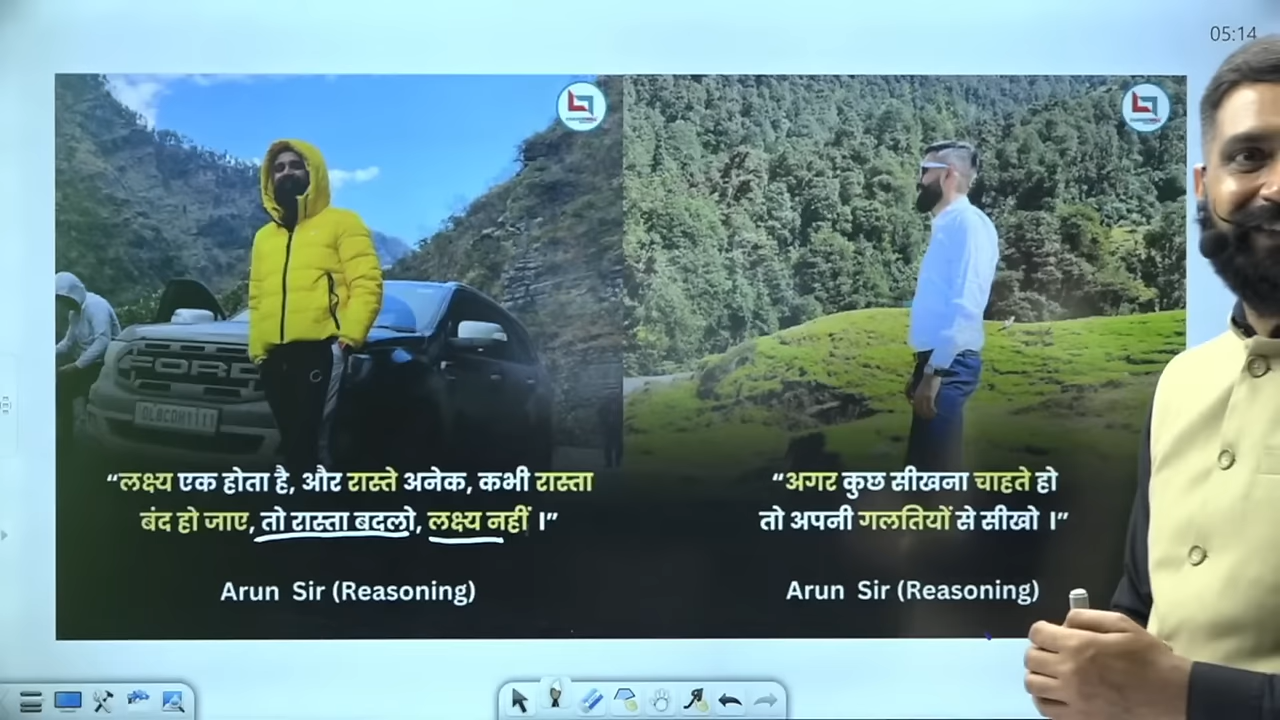 05:14
FORD
“लक्ष्य एक होता है, और रास्ते अनेक, कभी रास्ता
बंद हो जाए, तो रास्ता बदलो, लक्ष्य नहीं ।”
Arun Sir (Reasoning)
“अगर कुछ सीखना चाहते हो
तो अपनी गलतियों से सीखो ।”
Arun Sir (Reasoning)